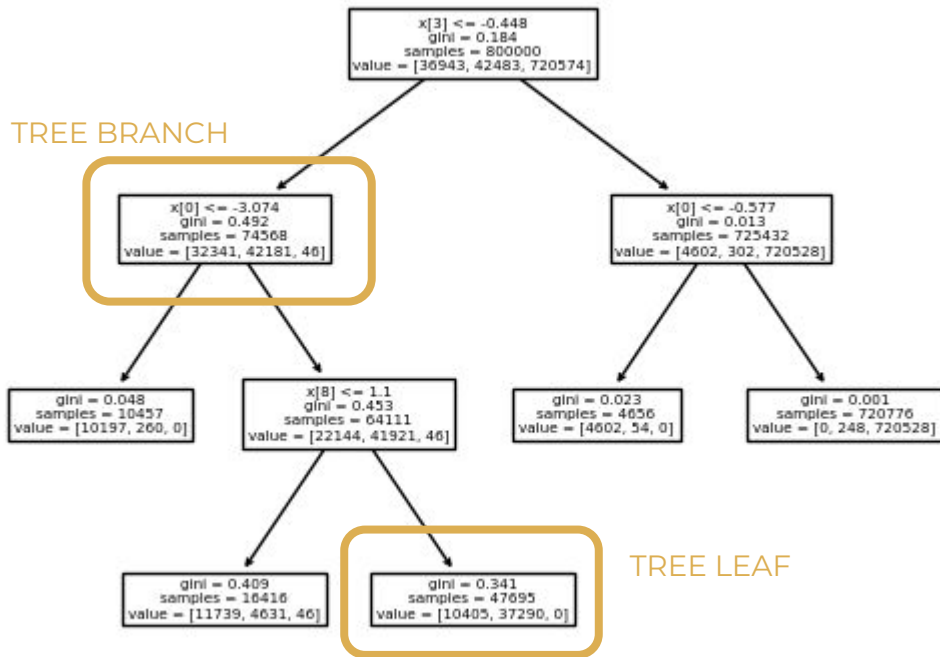 x[3] <= -0.448
gini = 0.184
samples = 800000
value = [36943, 42483, 720574]
TREE BRANCH
x[0] <= -3.074
gini = 0.492
samples = 74568
value = [32341, 42181, 46]
x[0] <= -0.577
gini = 0.013
samples = 725432
value = [4602, 302, 720528]
gini = 0.048
samples = 10457
value = [10197, 260, 0]
x[8] <= 1.1
gini = 0.453
samples = 64111
value = [22144, 41921, 46]
gini = 0.023
samples = 4656
value = [4602, 54, 0]
gini = 0.001
samples = 720776
value = [0, 248, 720528]
gini = 0.409
samples = 16416
value = [11739, 4631, 46]
gini = 0.341
samples = 47695
value = [10405, 37290, 0]
TREE LEAF